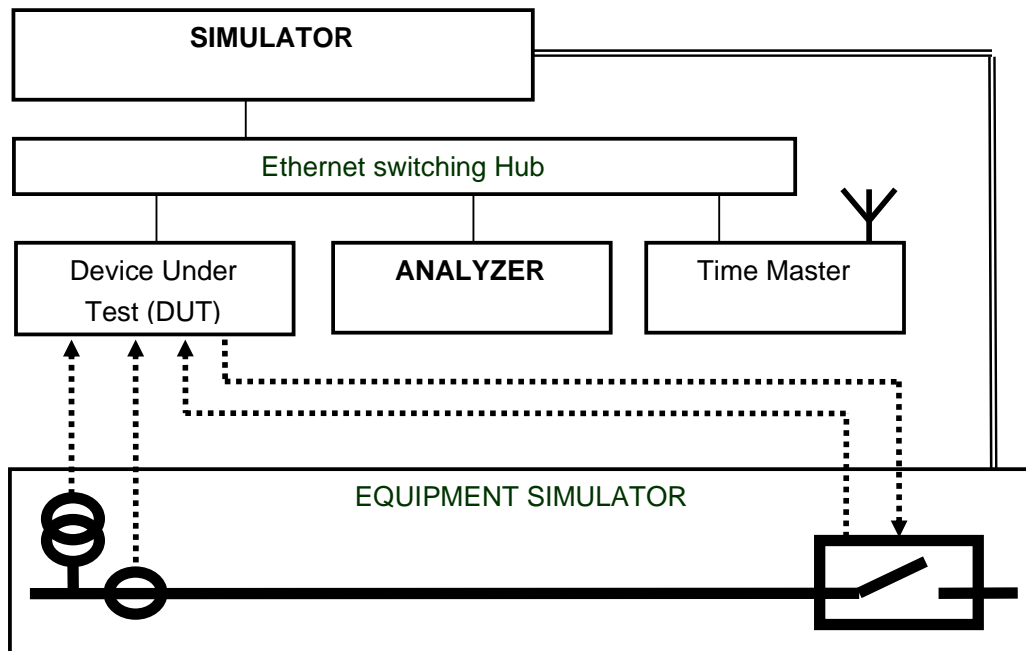 SIMULATOR
Ethernet switching Hub
Device Under
Test (DUT)
ANALYZER
Time Master
EQUIPMENT SIMULATOR